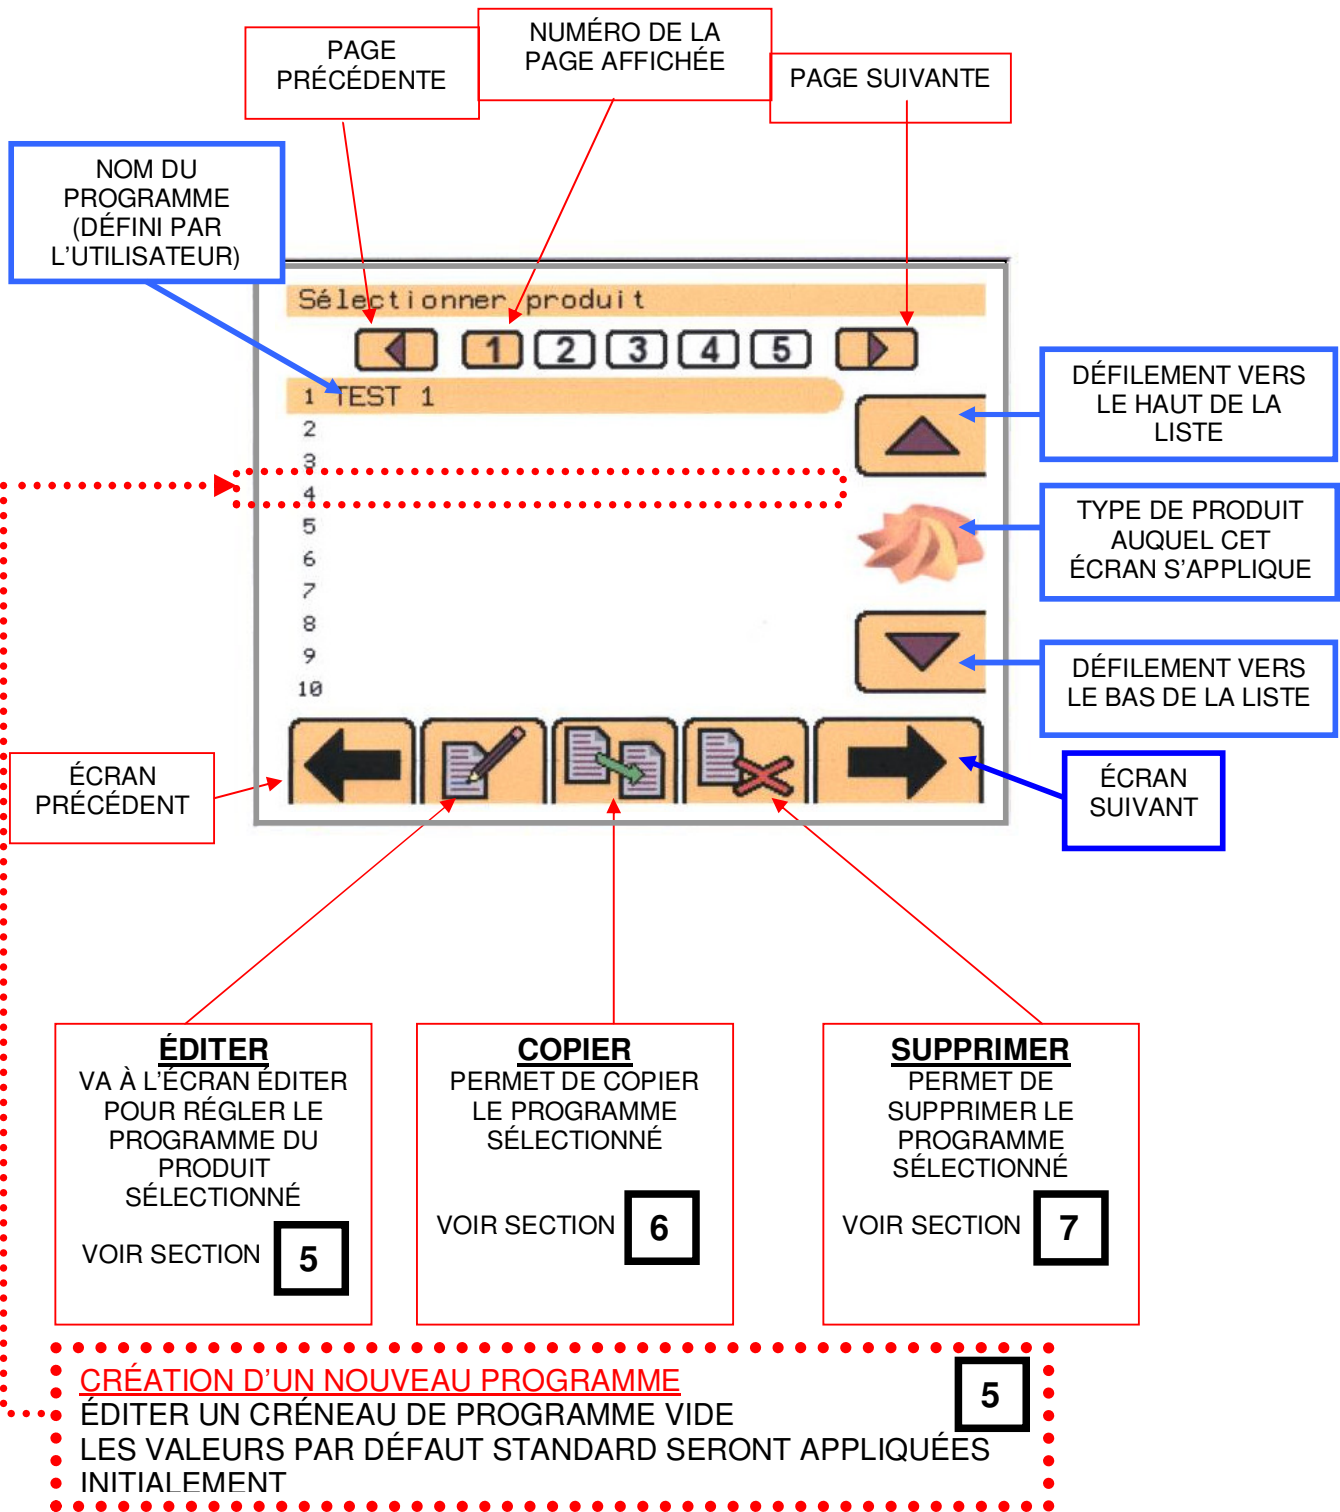 PAGE
PRÉCÉDENTE
NUMÉRO DE LA
PAGE AFFICHÉE
PAGE SUIVANTE
NOM DU
PROGRAMME
(DÉFINI PAR
L'UTILISATEUR)
Sélectionner produit
1 2 3 4 5
1 TEST 1
2
3
4
5
6
7
8
9
10
DÉFILEMENT VERS
LE HAUT DE LA
LISTE
TYPE DE PRODUIT
AUQUEL CET
ÉCRAN S'APPLIQUE
DÉFILEMENT VERS
LE BAS DE LA LISTE
ÉCRAN
PRÉCÉDENT
ÉCRAN
SUIVANT
ÉDITER
VA À L'ÉCRAN ÉDITER
POUR RÉGLER LE
PROGRAMME DU
PRODUIT
SÉLECTIONNÉ
VOIR SECTION 5
COPIER
PERMET DE COPIER
LE PROGRAMME
SÉLECTIONNÉ
VOIR SECTION 6
SUPPRIMER
PERMET DE
SUPPRIMER LE
PROGRAMME
SÉLECTIONNÉ
VOIR SECTION 7
CRÉATION D'UN NOUVEAU PROGRAMME 5
ÉDITER UN CRÉNEAU DE PROGRAMME VIDE
LES VALEURS PAR DÉFAUT STANDARD SERONT APPLIQUÉES
INITIALEMENT